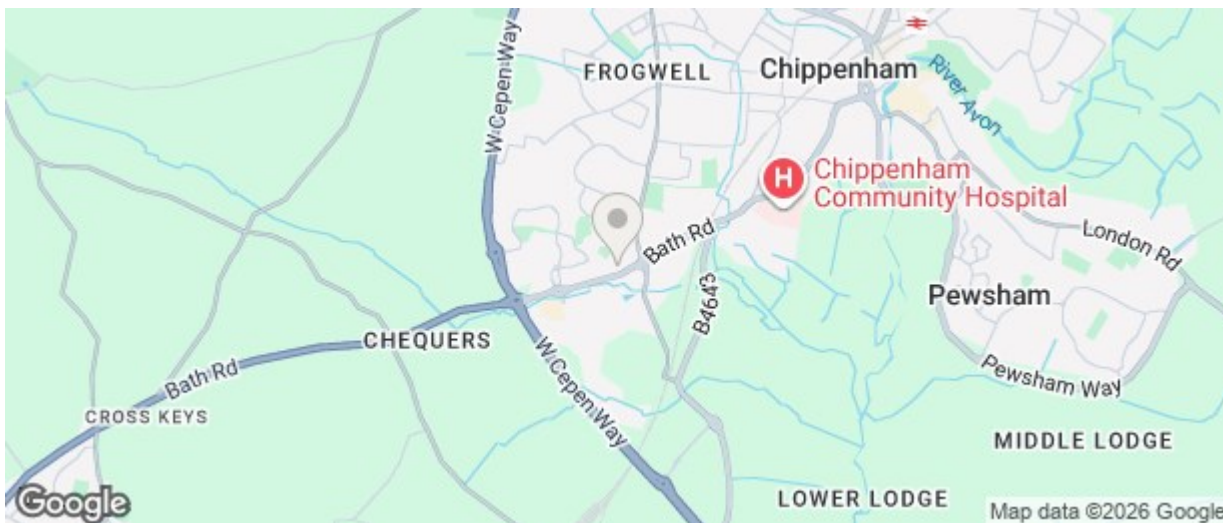 W Cepen Way
FROGWELL
Chippenham
River Avon
H
Chippenham
Community Hospital
Bath Rd
London Rd
Pewsham
B4643
CHEQUERS
W Cepen Way
Bath Rd
Pewsham Way
CROSS KEYS
MIDDLE LODGE
LOWER LODGE
Google
Map data ©2026 Google